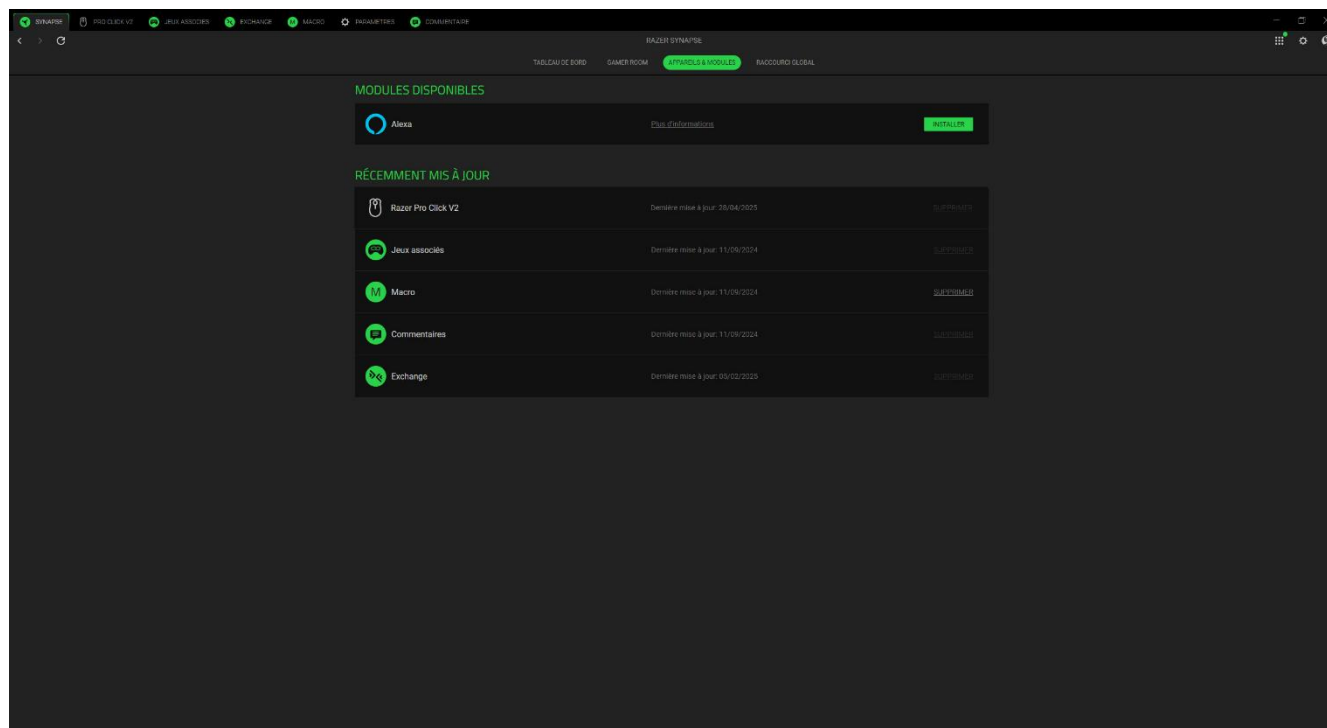 SYNAPSE PRO CLICK V2 JEUX ASSOCIÉS EXCHANGE MACRO PARAMÈTRES COMMENTAIRE
RAZER SYNAPSE
TABLEAU DE BORD GAMER ROOM APPAREILS & MODULES RACCOURCI GLOBAL
MODULES DISPONIBLES
Alexa Plus d'informations INSTALLER
RÉCEMMENT MIS À JOUR
Razer Pro Click V2 Dernière mise à jour: 28/04/2025 SUPPRIMER
Jeux associés Dernière mise à jour: 11/09/2024 SUPPRIMER
M Macro Dernière mise à jour: 11/09/2024 SUPPRIMER
Commentaires Dernière mise à jour: 11/09/2024 SUPPRIMER
Exchange Dernière mise à jour: 05/02/2025 SUPPRIMER